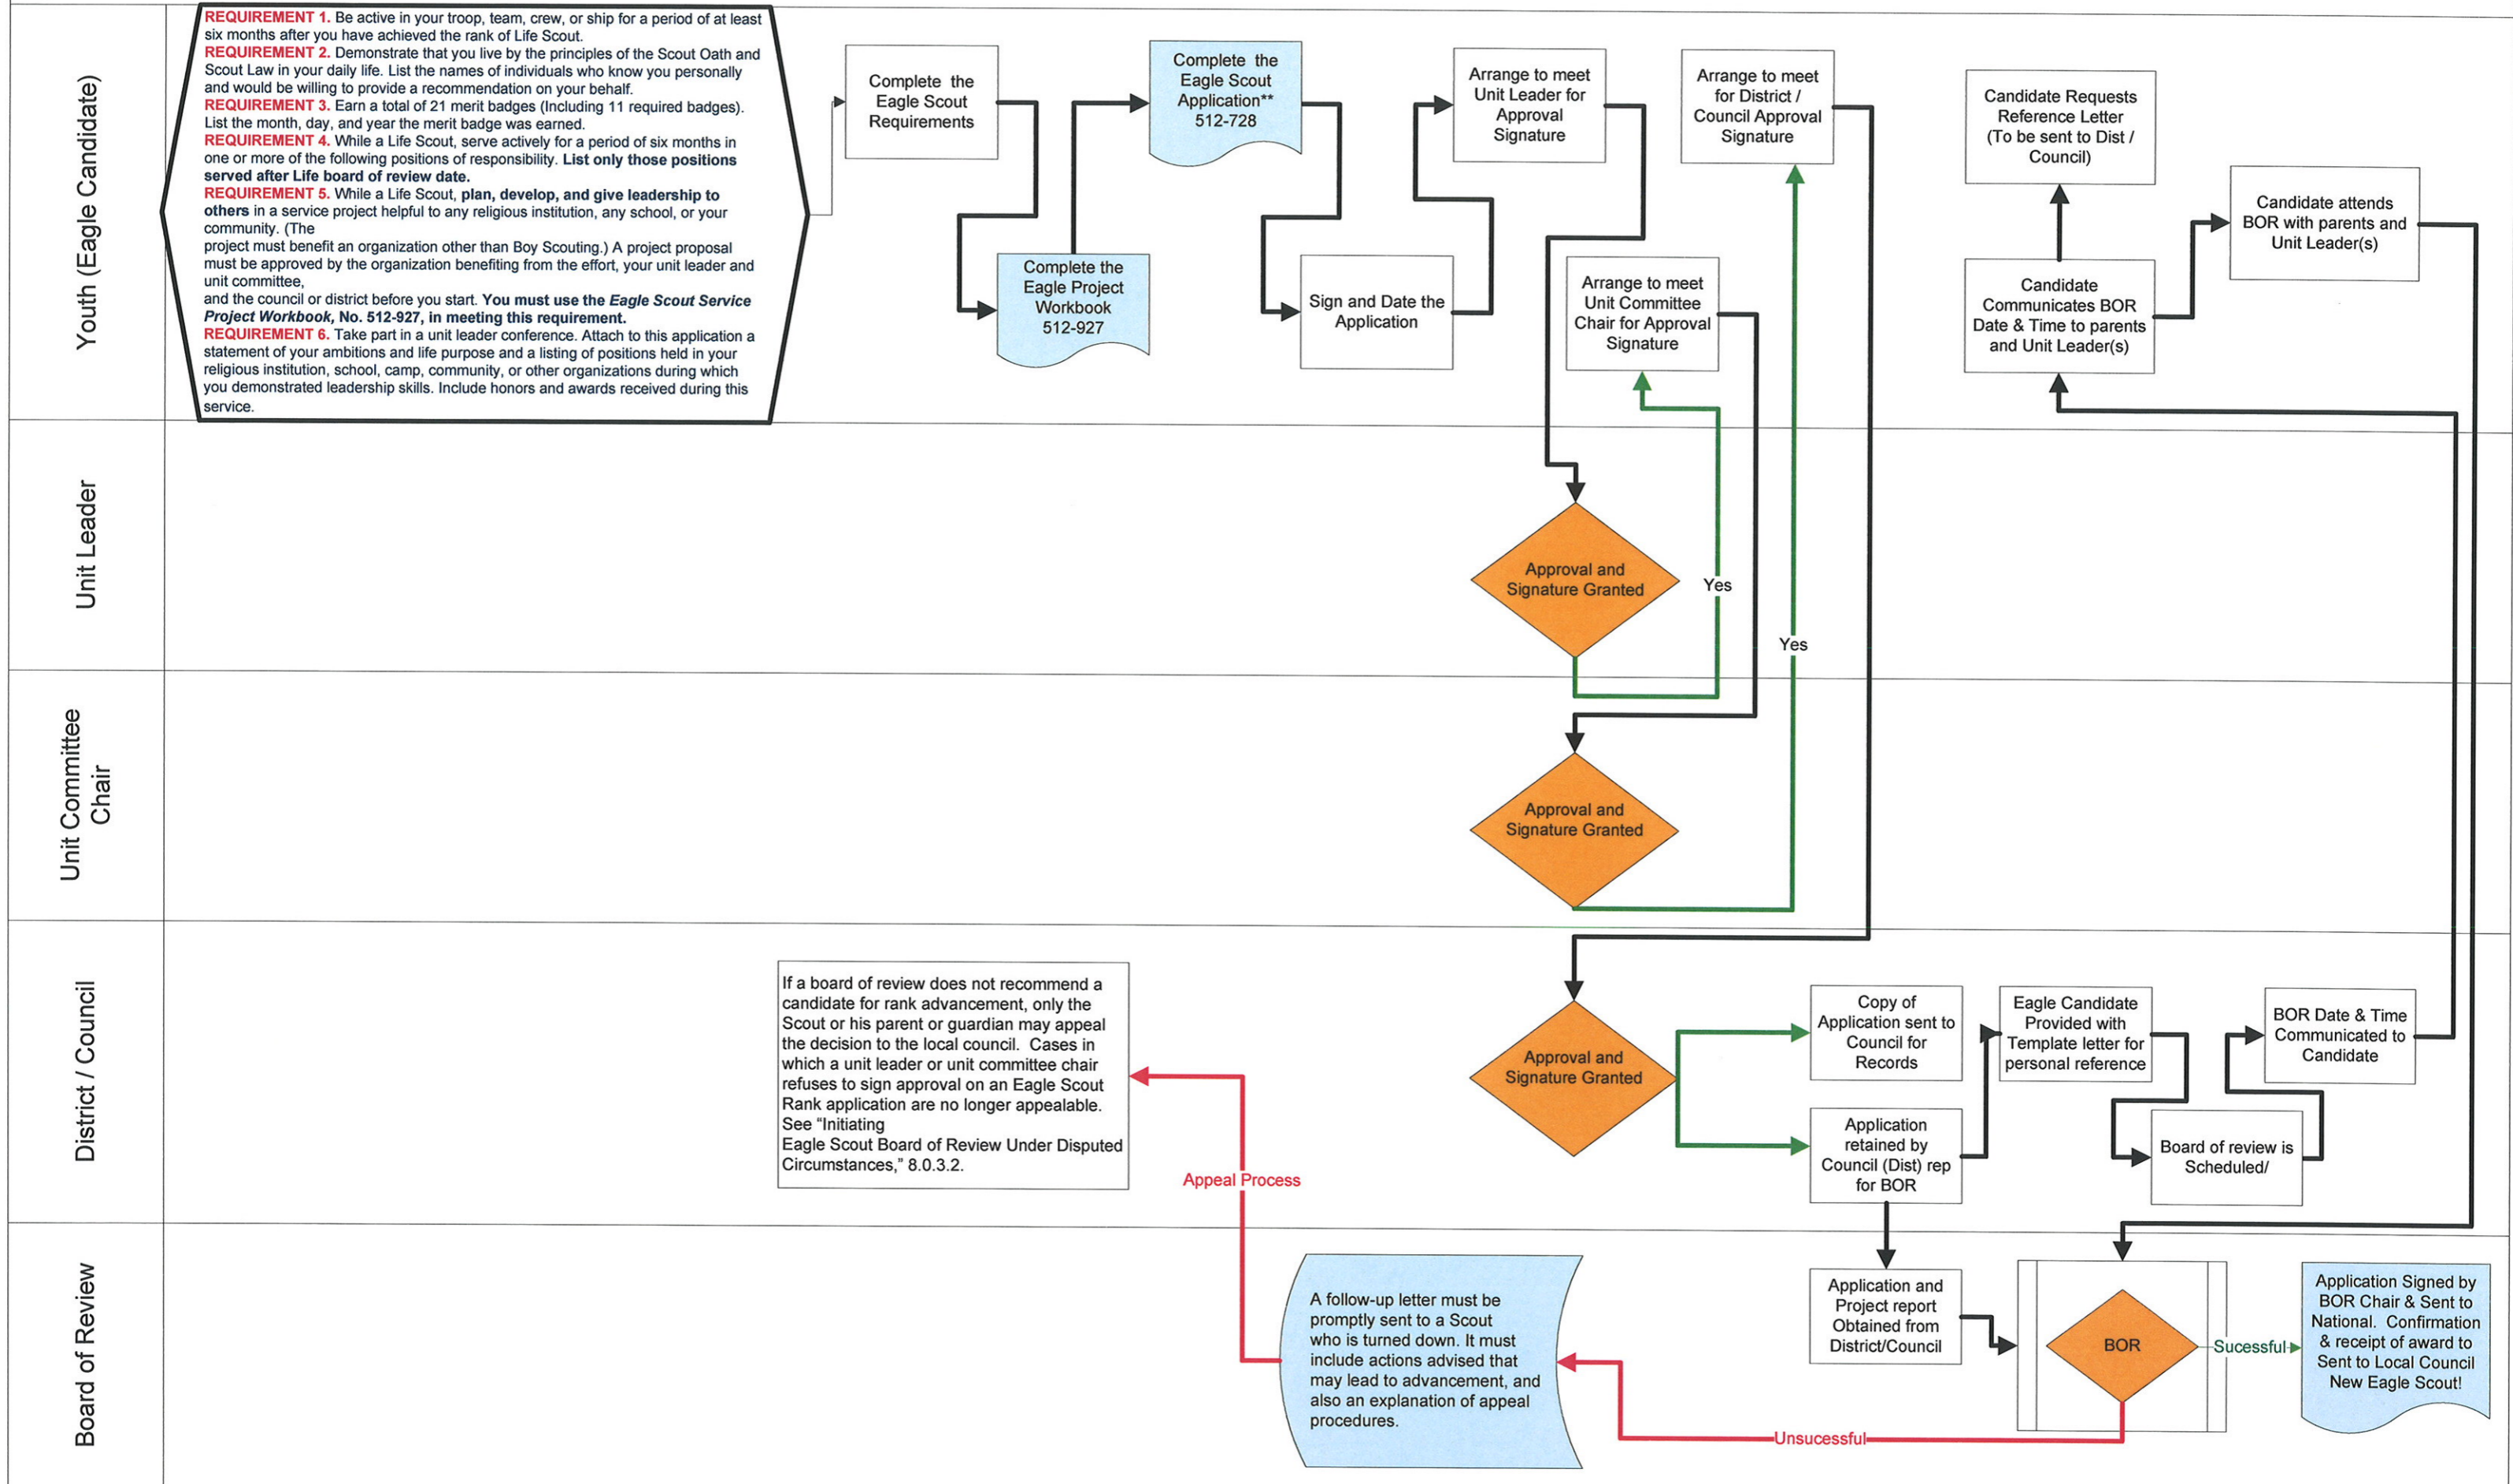 Youth (Eagle Candidate)
REQUIREMENT 1. Be active in your troop, team, crew, or ship for a period of at least
six months after you have achieved the rank of Life Scout.
REQUIREMENT 2. Demonstrate that you live by the principles of the Scout Oath and
Scout Law in your daily life. List the names of individuals who know you personally
and would be willing to provide a recommendation on your behalf.
REQUIREMENT 3. Earn a total of 21 merit badges (Including 11 required badges).
List the month, day, and year the merit badge was earned.
REQUIREMENT 4. While a Life Scout, serve actively for a period of six months in
one or more of the following positions of responsibility. List only those positions
served after Life board of review date.
REQUIREMENT 5. While a Life Scout, plan, develop, and give leadership to
others in a service project helpful to any religious institution, any school, or your
community. (The
project must benefit an organization other than Boy Scouting.) A project proposal
must be approved by the organization benefiting from the effort, your unit leader and
unit committee,
and the council or district before you start. You must use the Eagle Scout Service
Project Workbook, No. 512-927, in meeting this requirement.
REQUIREMENT 6. Take part in a unit leader conference. Attach to this application a
statement of your ambitions and life purpose and a listing of positions held in your
religious institution, school, camp, community, or other organizations during which
you demonstrated leadership skills. Include honors and awards received during this
service.
Complete the
Eagle Scout
Requirements
Complete the
Eagle Project
Workbook
512-927
Complete the
Eagle Scout
Application**
512-728
Sign and Date the
Application
Arrange to meet
Unit Leader for
Approval
Signature
Arrange to meet
Unit Committee
Chair for Approval
Signature
Arrange to meet
for District /
Council Approval
Signature
Candidate Requests
Reference Letter
(To be sent to Dist /
Council)
Candidate
Communicates BOR
Date & Time to parents
and Unit Leader(s)
Candidate attends
BOR with parents and
Unit Leader(s)
Unit Leader
Approval and
Signature Granted
Yes
Yes
Unit Committee
Chair
Approval and
Signature Granted
District / Council
If a board of review does not recommend a
candidate for rank advancement, only the
Scout or his parent or guardian may appeal
the decision to the local council. Cases in
which a unit leader or unit committee chair
refuses to sign approval on an Eagle Scout
Rank application are no longer appealable.
See “Initiating
Eagle Scout Board of Review Under Disputed
Circumstances,” 8.0.3.2.
Appeal Process
Approval and
Signature Granted
Copy of
Application sent to
Council for
Records
Application
retained by
Council (Dist) rep
for BOR
Eagle Candidate
Provided with
Template letter for
personal reference
Board of review is
Scheduled/
BOR Date & Time
Communicated to
Candidate
Board of Review
A follow-up letter must be
promptly sent to a Scout
who is turned down. It must
include actions advised that
may lead to advancement, and
also an explanation of appeal
procedures.
Application and
Project report
Obtained from
District/Council
BOR
Sucessful
Unsucessful
Application Signed by
BOR Chair & Sent to
National. Confirmation
& receipt of award to
Sent to Local Council
New Eagle Scout!